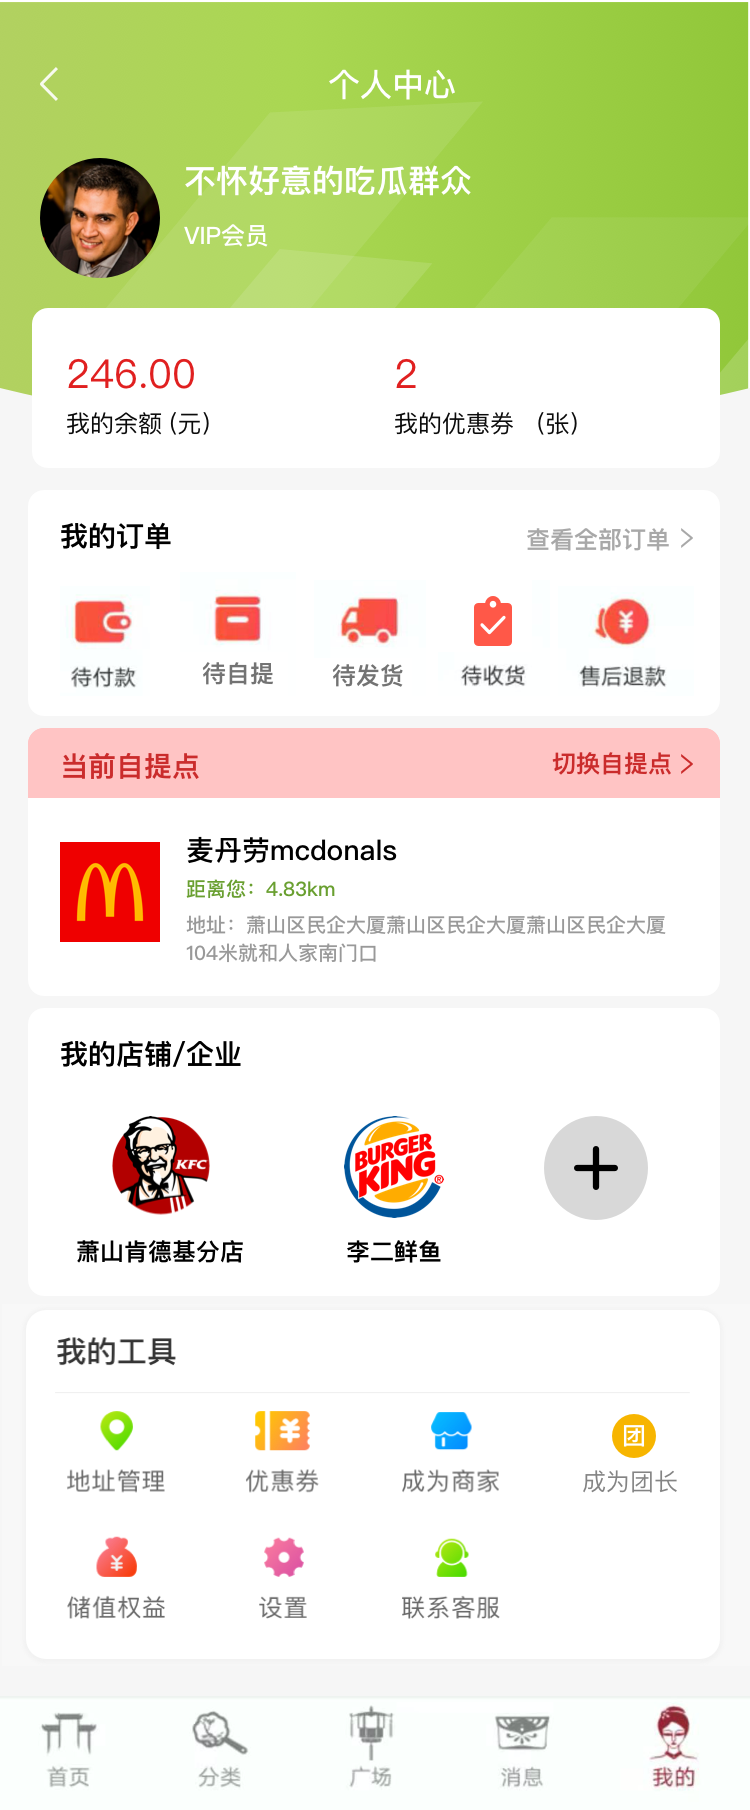 个人中心
不怀好意的吃瓜群众
VIP会员
246.00 2
我的余额 (元) 我的优惠券 （张）
我的订单 查看全部订单 >
¥
待付款 待自提 待发货 待收货 售后退款
当前自提点 切换自提点 >
麦丹劳mcdonals
距离您：4.83km
地址：萧山区民企大厦萧山区民企大厦萧山区民企大厦
104米就和人家南门口
我的店铺/企业
KFC
BURGER
KING®
萧山肯德基分店 李二鲜鱼
我的工具
¥ 团
地址管理 优惠券 成为商家 成为团长
¥
储值权益 设置 联系客服
首页 分类 广场 消息 我的